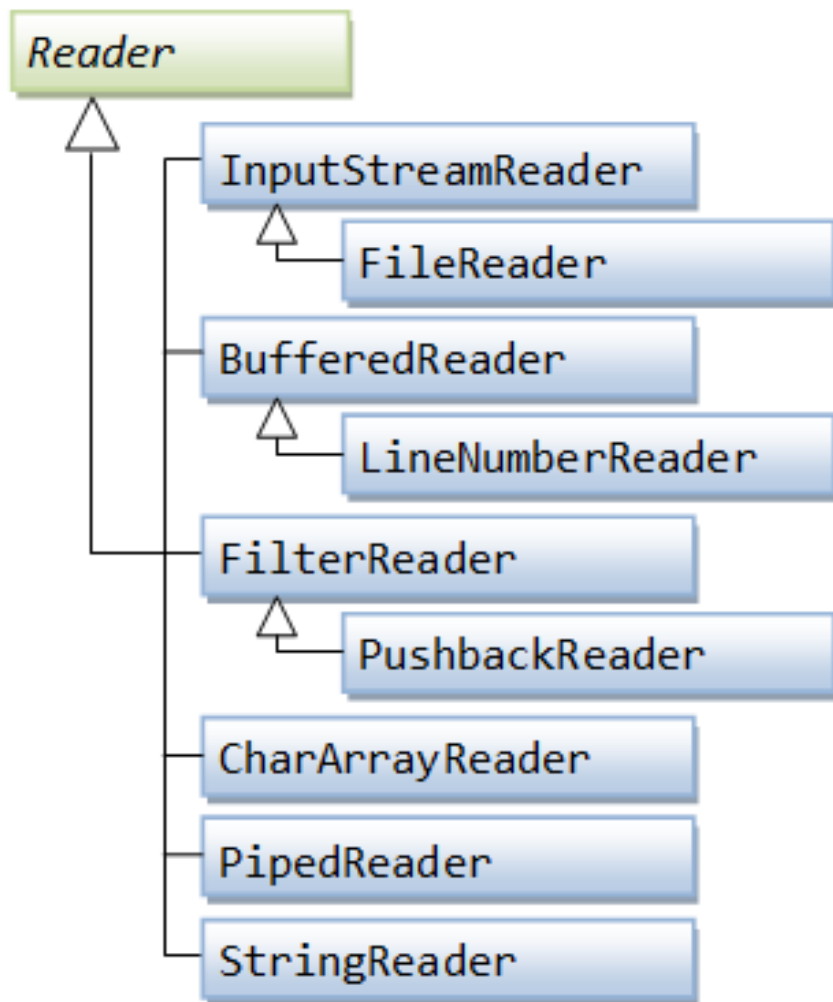 Reader
InputStreamReader
FileReader
BufferedReader
LineNumberReader
FilterReader
PushbackReader
CharArrayReader
PipedReader
StringReader